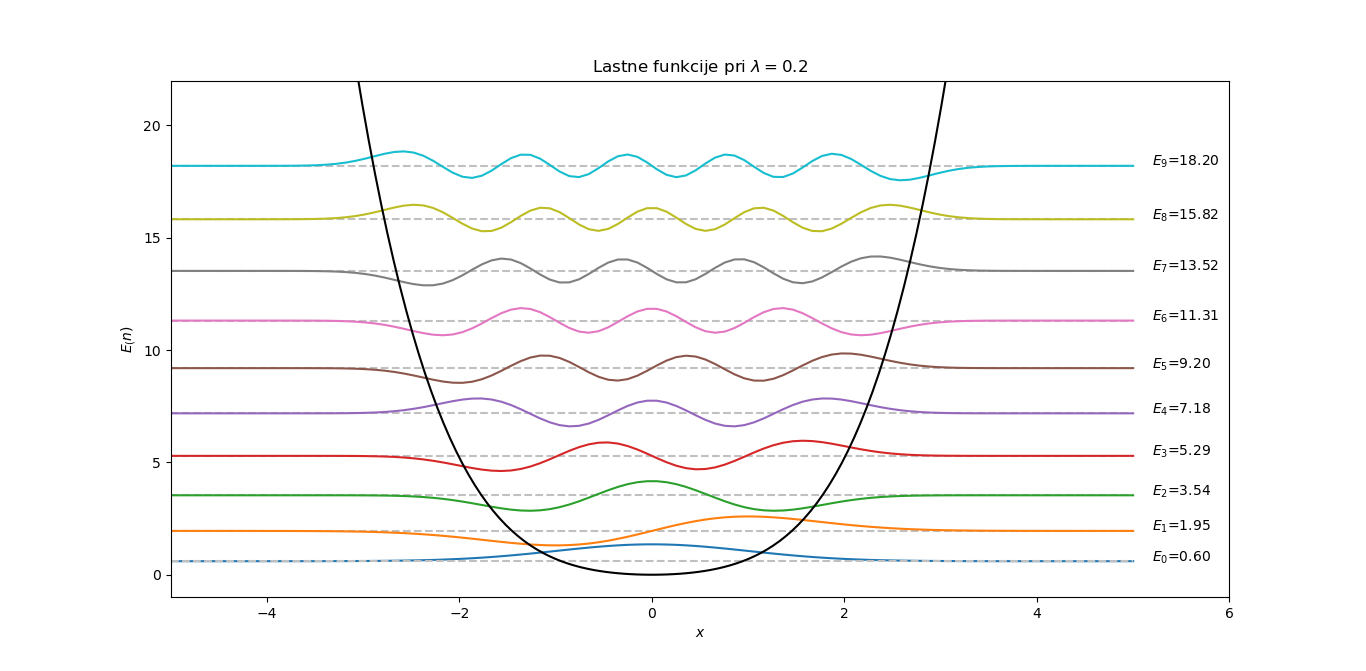 Lastne funkcije pri λ = 0.2
E(n)
20
15
10
5
0
−4
−2
0
2
4
6
x
E₉=18.20
E₈=15.82
E₇=13.52
E₆=11.31
E₅=9.20
E₄=7.18
E₃=5.29
E₂=3.54
E₁=1.95
E₀=0.60